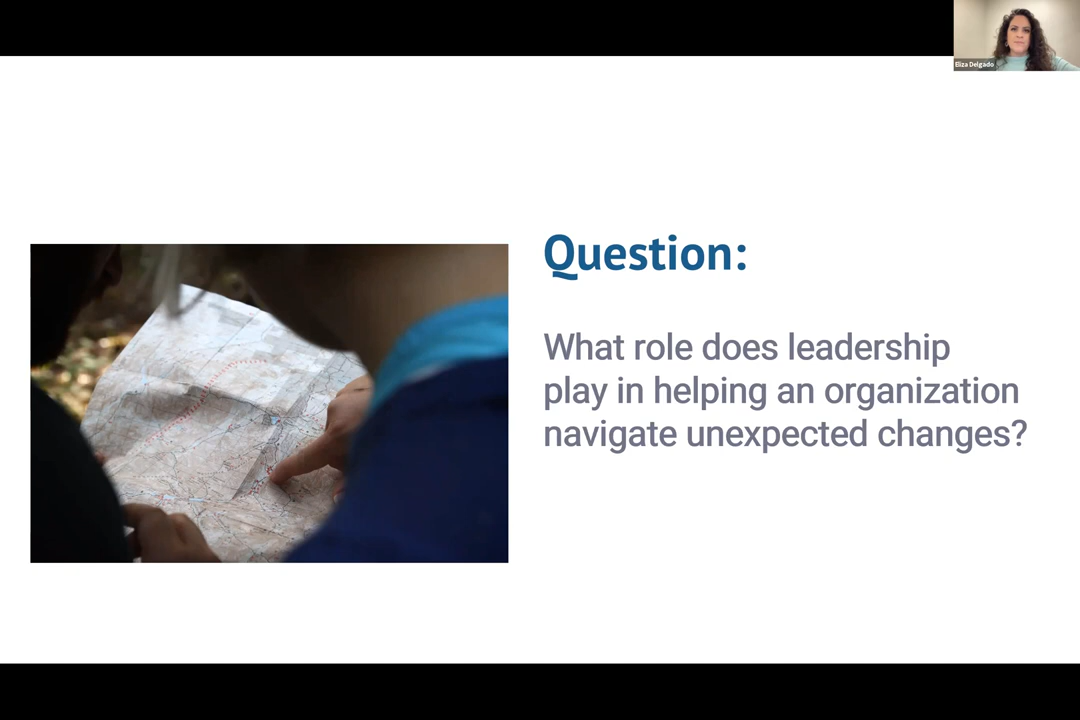 Eliza Delgado
Question:
What role does leadership
play in helping an organization
navigate unexpected changes?